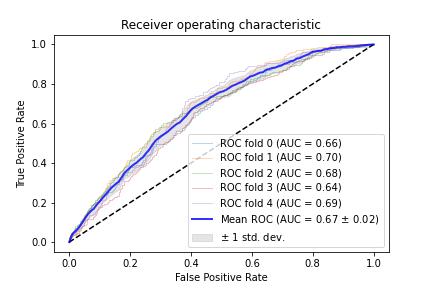 Receiver operating characteristic
True Positive Rate
1.0
0.8
0.6
0.4
0.2
0.0
ROC fold 0 (AUC = 0.66)
ROC fold 1 (AUC = 0.70)
ROC fold 2 (AUC = 0.68)
ROC fold 3 (AUC = 0.64)
ROC fold 4 (AUC = 0.69)
Mean ROC (AUC = 0.67 ± 0.02)
± 1 std. dev.
0.0 0.2 0.4 0.6 0.8 1.0
False Positive Rate